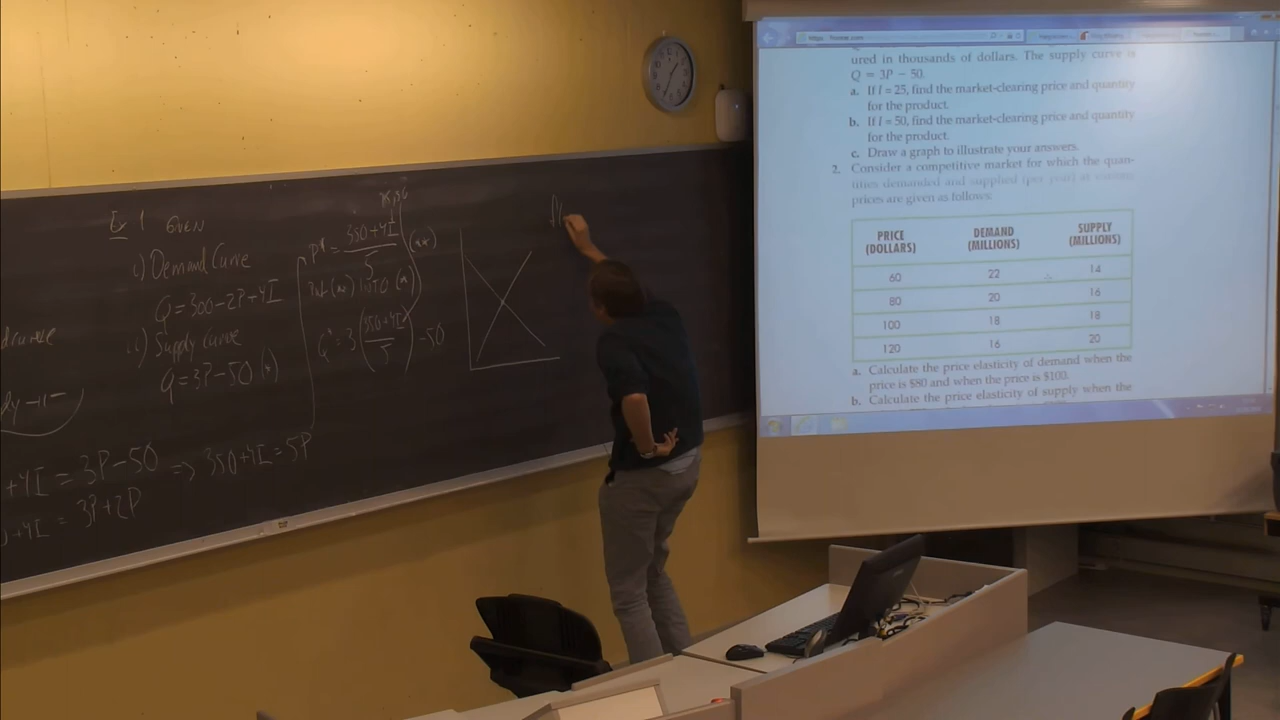 Ex 1 GIVEN
i) Demand Curve
Q = 300 - 2P + 4I
ii) Supply Curve
Q = 3P - 50 (*)
+ 4I = 3P - 50
+ 4I = 3P + 2P
=> 350 + 4I = 5P
P* = 350 + 4I / 5 (**)
Put (**) into (*)
Q* = 3 (350 + 4I / 5) - 50
ured in thousands of dollars. The supply curve is
Q = 3P − 50.
a. If I = 25, find the market-clearing price and quantity
for the product.
b. If I = 50, find the market-clearing price and quantity
for the product.
c. Draw a graph to illustrate your answers.
2. Consider a competitive market for which the quan-
tities demanded and supplied (per year) at various
prices are given as follows:
PRICE (DOLLARS) DEMAND (MILLIONS) SUPPLY (MILLIONS)
60 22 14
80 20 16
100 18 18
120 16 20
a. Calculate the price elasticity of demand when the
price is $80 and when the price is $100.
b. Calculate the price elasticity of supply when the